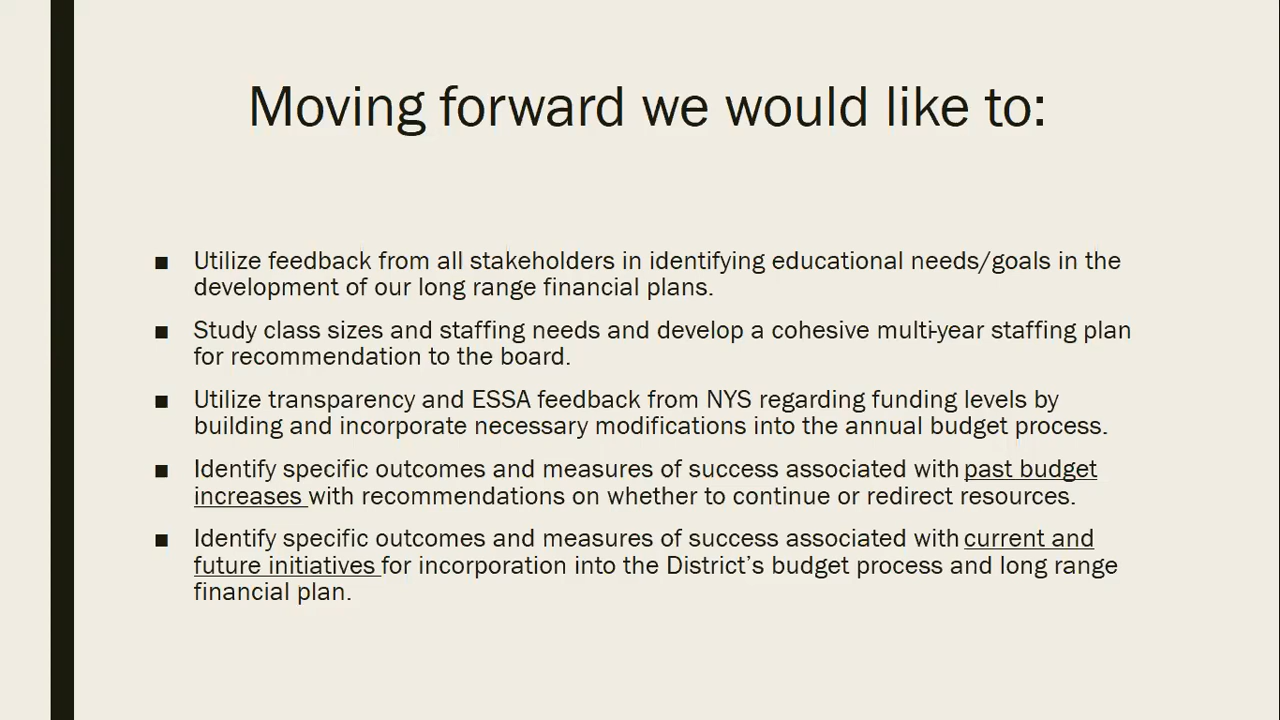 Moving forward we would like to:
■ Utilize feedback from all stakeholders in identifying educational needs/goals in the
development of our long range financial plans.
■ Study class sizes and staffing needs and develop a cohesive multi-year staffing plan
for recommendation to the board.
■ Utilize transparency and ESSA feedback from NYS regarding funding levels by
building and incorporate necessary modifications into the annual budget process.
■ Identify specific outcomes and measures of success associated with past budget
increases with recommendations on whether to continue or redirect resources.
■ Identify specific outcomes and measures of success associated with current and
future initiatives for incorporation into the District’s budget process and long range
financial plan.